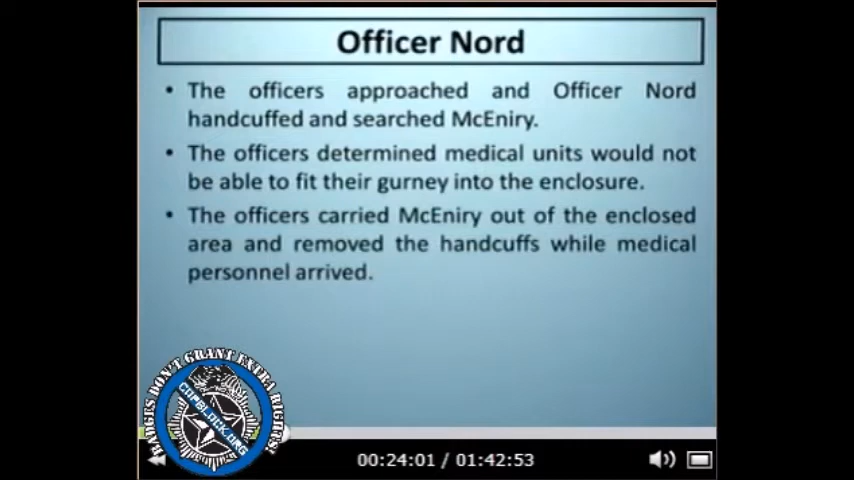 Officer Nord
• The officers approached and Officer Nord
handcuffed and searched McEniry.
• The officers determined medical units would not
be able to fit their gurney into the enclosure.
• The officers carried McEniry out of the enclosed
area and removed the handcuffs while medical
personnel arrived.
BADGES DON'T GRANT EXTRA RIGHTS!
COPBLOCK.ORG
00:24:01 / 01:42:53